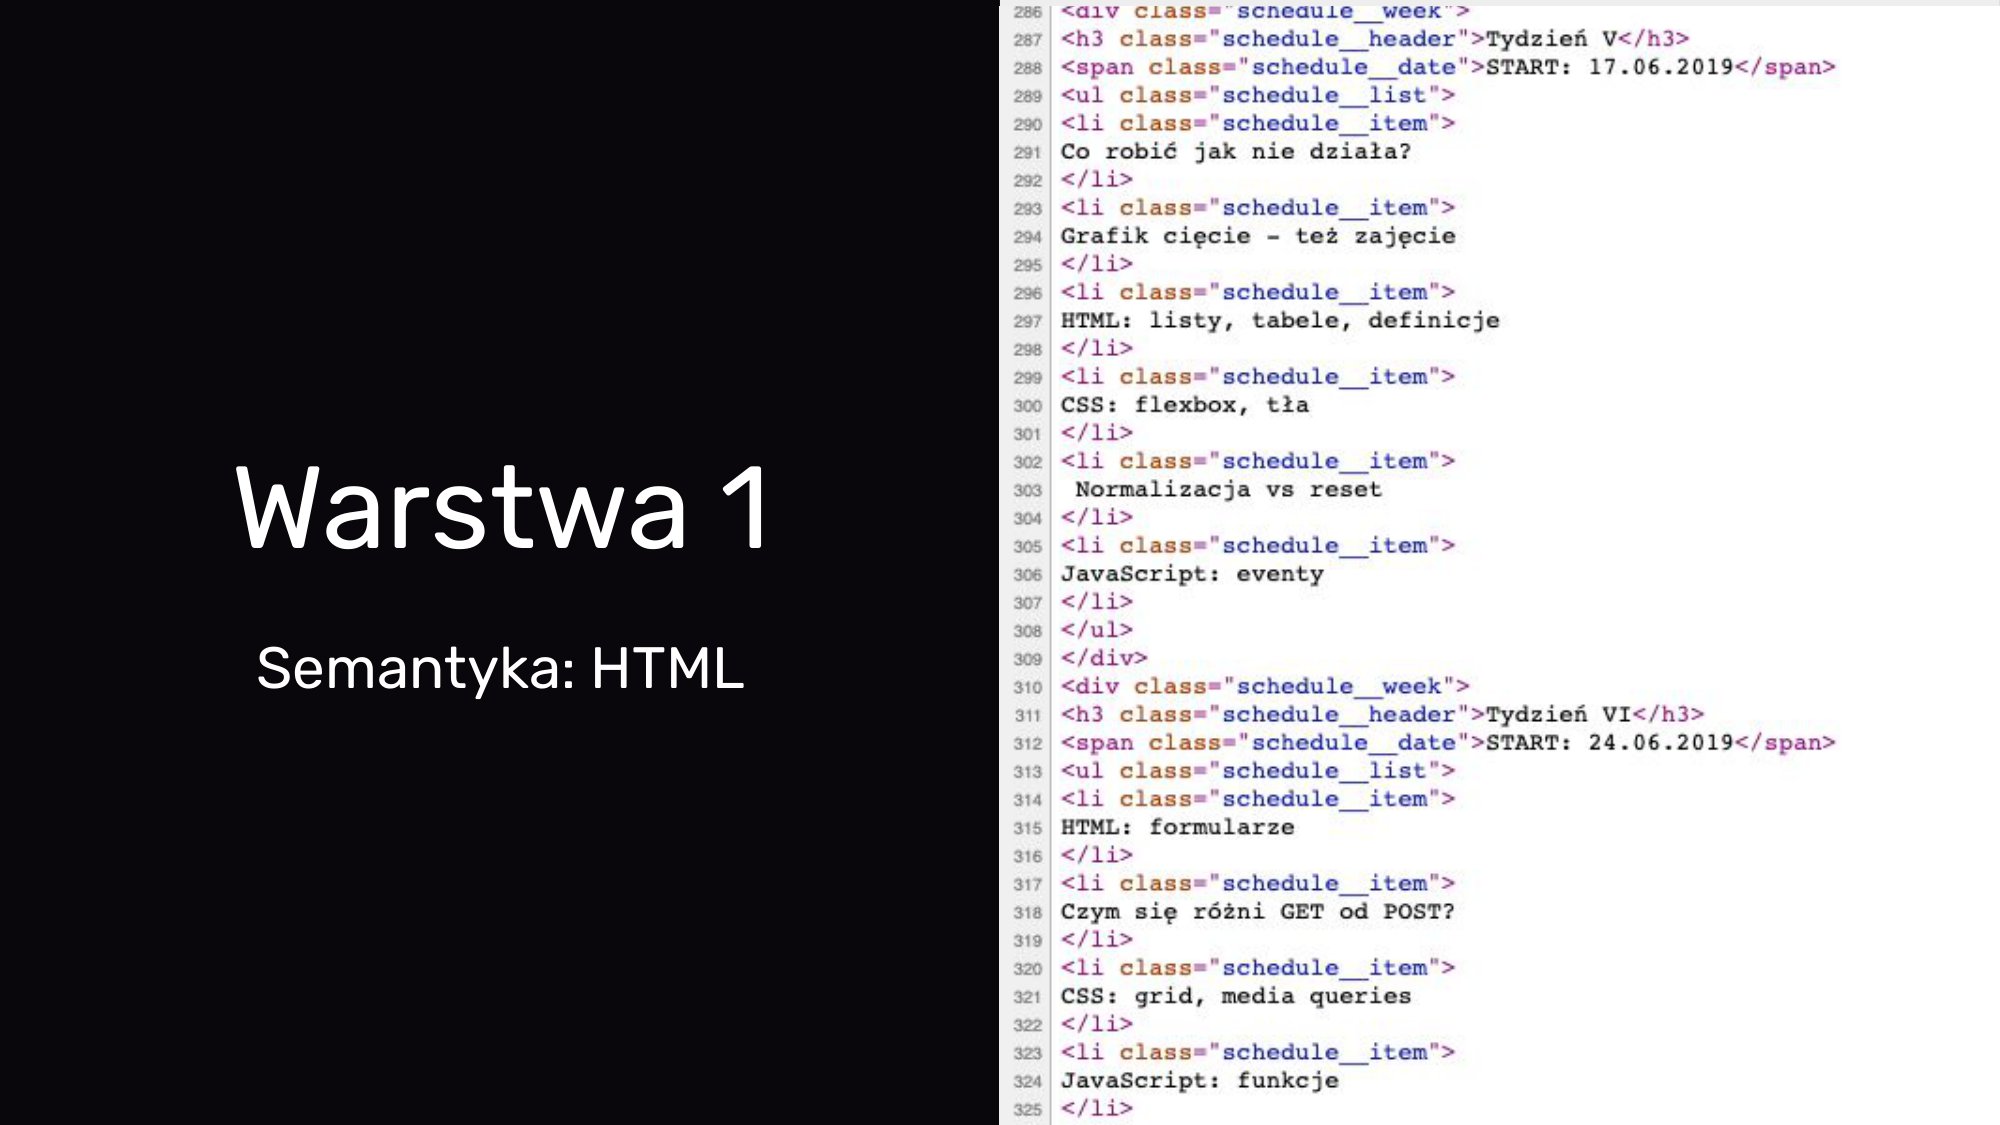 Warstwa 1
Semantyka: HTML
286 <div class="schedule__week">
287 <h3 class="schedule__header">Tydzień V</h3>
288 <span class="schedule__date">START: 17.06.2019</span>
289 <ul class="schedule__list">
290 <li class="schedule__item">
291 Co robić jak nie działa?
292 </li>
293 <li class="schedule__item">
294 Grafik cięcie – też zajęcie
295 </li>
296 <li class="schedule__item">
297 HTML: listy, tabele, definicje
298 </li>
299 <li class="schedule__item">
300 CSS: flexbox, tła
301 </li>
302 <li class="schedule__item">
303 Normalizacja vs reset
304 </li>
305 <li class="schedule__item">
306 JavaScript: eventy
307 </li>
308 </ul>
309 </div>
310 <div class="schedule__week">
311 <h3 class="schedule__header">Tydzień VI</h3>
312 <span class="schedule__date">START: 24.06.2019</span>
313 <ul class="schedule__list">
314 <li class="schedule__item">
315 HTML: formularze
316 </li>
317 <li class="schedule__item">
318 Czym się różni GET od POST?
319 </li>
320 <li class="schedule__item">
321 CSS: grid, media queries
322 </li>
323 <li class="schedule__item">
324 JavaScript: funkcje
325 </li>